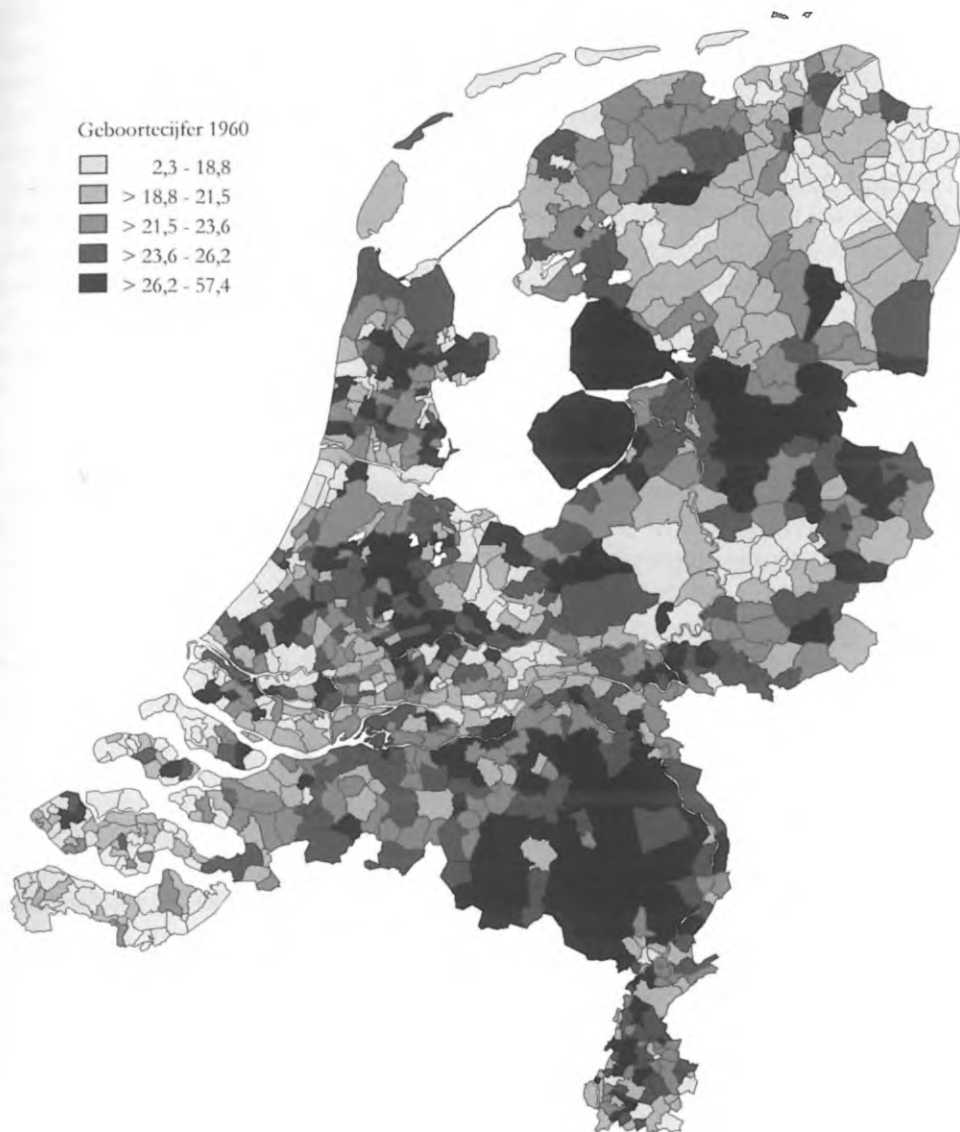 Geboortecijfer 1960
2,3 - 18,8
> 18,8 - 21,5
> 21,5 - 23,6
> 23,6 - 26,2
> 26,2 - 57,4